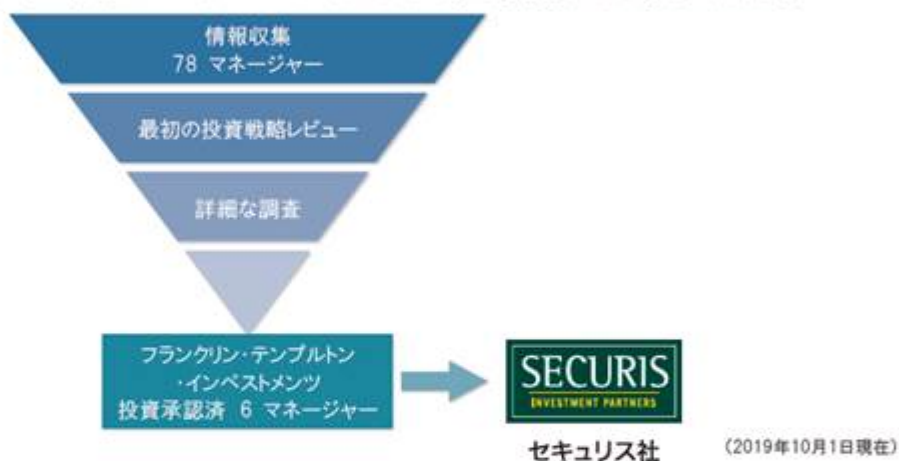 情報収集
78 マネージャー
最初の投資戦略レビュー
詳細な調査
フランクリン・テンプルトン
・インベストメンツ
投資承認済 6 マネージャー
SECURIS
INVESTMENT PARTNERS
セキュリス社
(2019年10月1日現在)